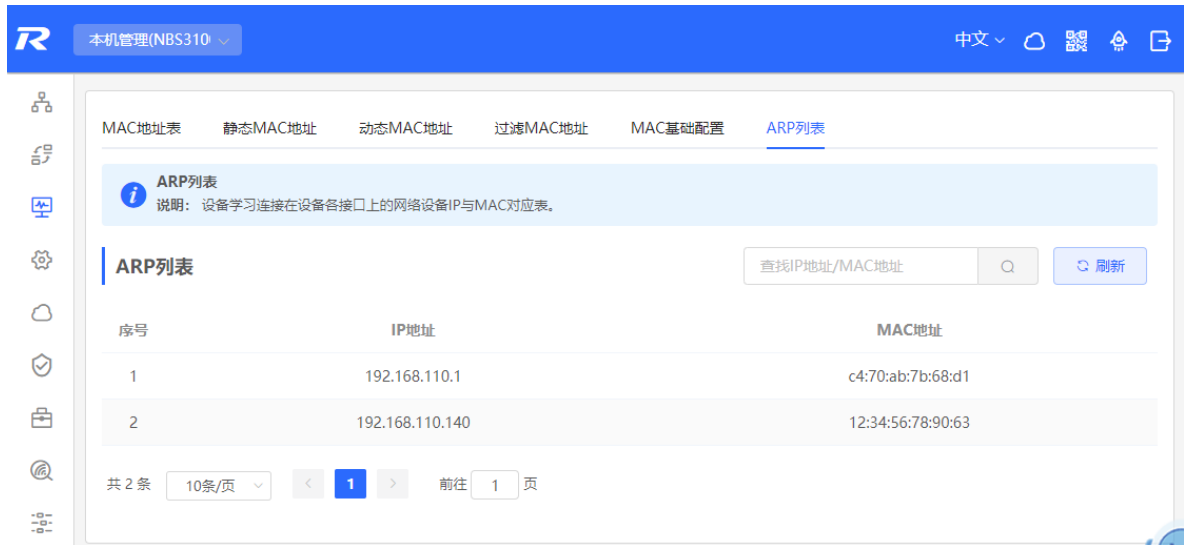 本机管理(NBS310 中文
MAC地址表 静态MAC地址 动态MAC地址 过滤MAC地址 MAC基础配置 ARP列表
ARP列表
说明： 设备学习连接在设备各接口上的网络设备IP与MAC对应表。
ARP列表 查找IP地址/MAC地址 刷新
序号 IP地址 MAC地址
1 192.168.110.1 c4:70:ab:7b:68:d1
2 192.168.110.140 12:34:56:78:90:63
共 2 条 10条/页 1 前往 1 页